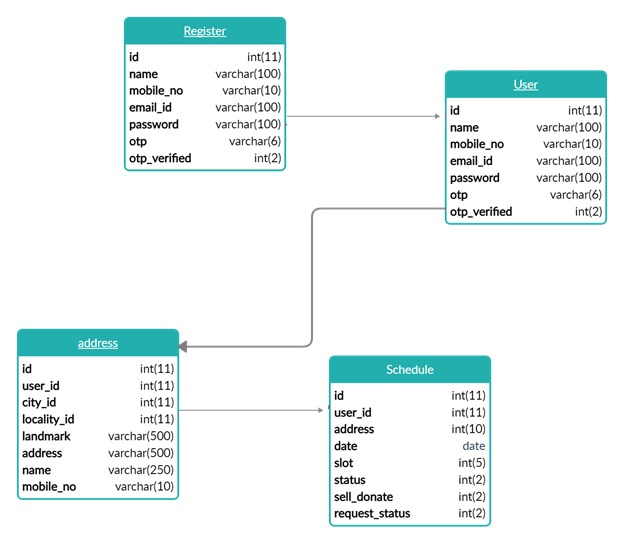 Register
id int(11)
name varchar(100)
mobile_no varchar(10)
email_id varchar(100)
password varchar(100)
otp varchar(6)
otp_verified int(2)
User
id int(11)
name varchar(100)
mobile_no varchar(10)
email_id varchar(100)
password varchar(100)
otp varchar(6)
otp_verified int(2)
address
id int(11)
user_id int(11)
city_id int(11)
locality_id int(11)
landmark varchar(500)
address varchar(500)
name varchar(250)
mobile_no varchar(10)
Schedule
id int(11)
user_id int(11)
address int(10)
date date
slot int(5)
status int(2)
sell_donate int(2)
request_status int(2)